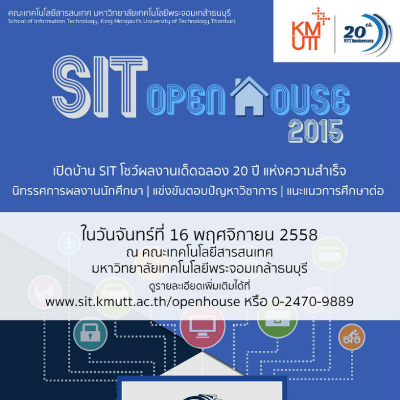 คณะเทคโนโลยีสารสนเทศ มหาวิทยาลัยเทคโนโลยีพระจอมเกล้าธนบุรี
School of Information Technology, King Mongkut's University of Technology Thonburi.
KM
UTT
20
SIT Anniversary
SIT OPEN HOUSE
2015
เปิดบ้าน SIT โชว์ผลงานเด็ดฉลอง 20 ปี แห่งความสำเร็จ
นิทรรศการผลงานนักศึกษา | แข่งขันตอบปัญหาวิชาการ | แนะแนวการศึกษาต่อ
ในวันจันทร์ที่ 16 พฤศจิกายน 2558
ณ คณะเทคโนโลยีสารสนเทศ
มหาวิทยาลัยเทคโนโลยีพระจอมเกล้าธนบุรี
ดูรายละเอียดเพิ่มเติมได้ที่
www.sit.kmutt.ac.th/openhouse หรือ 0-2470-9889